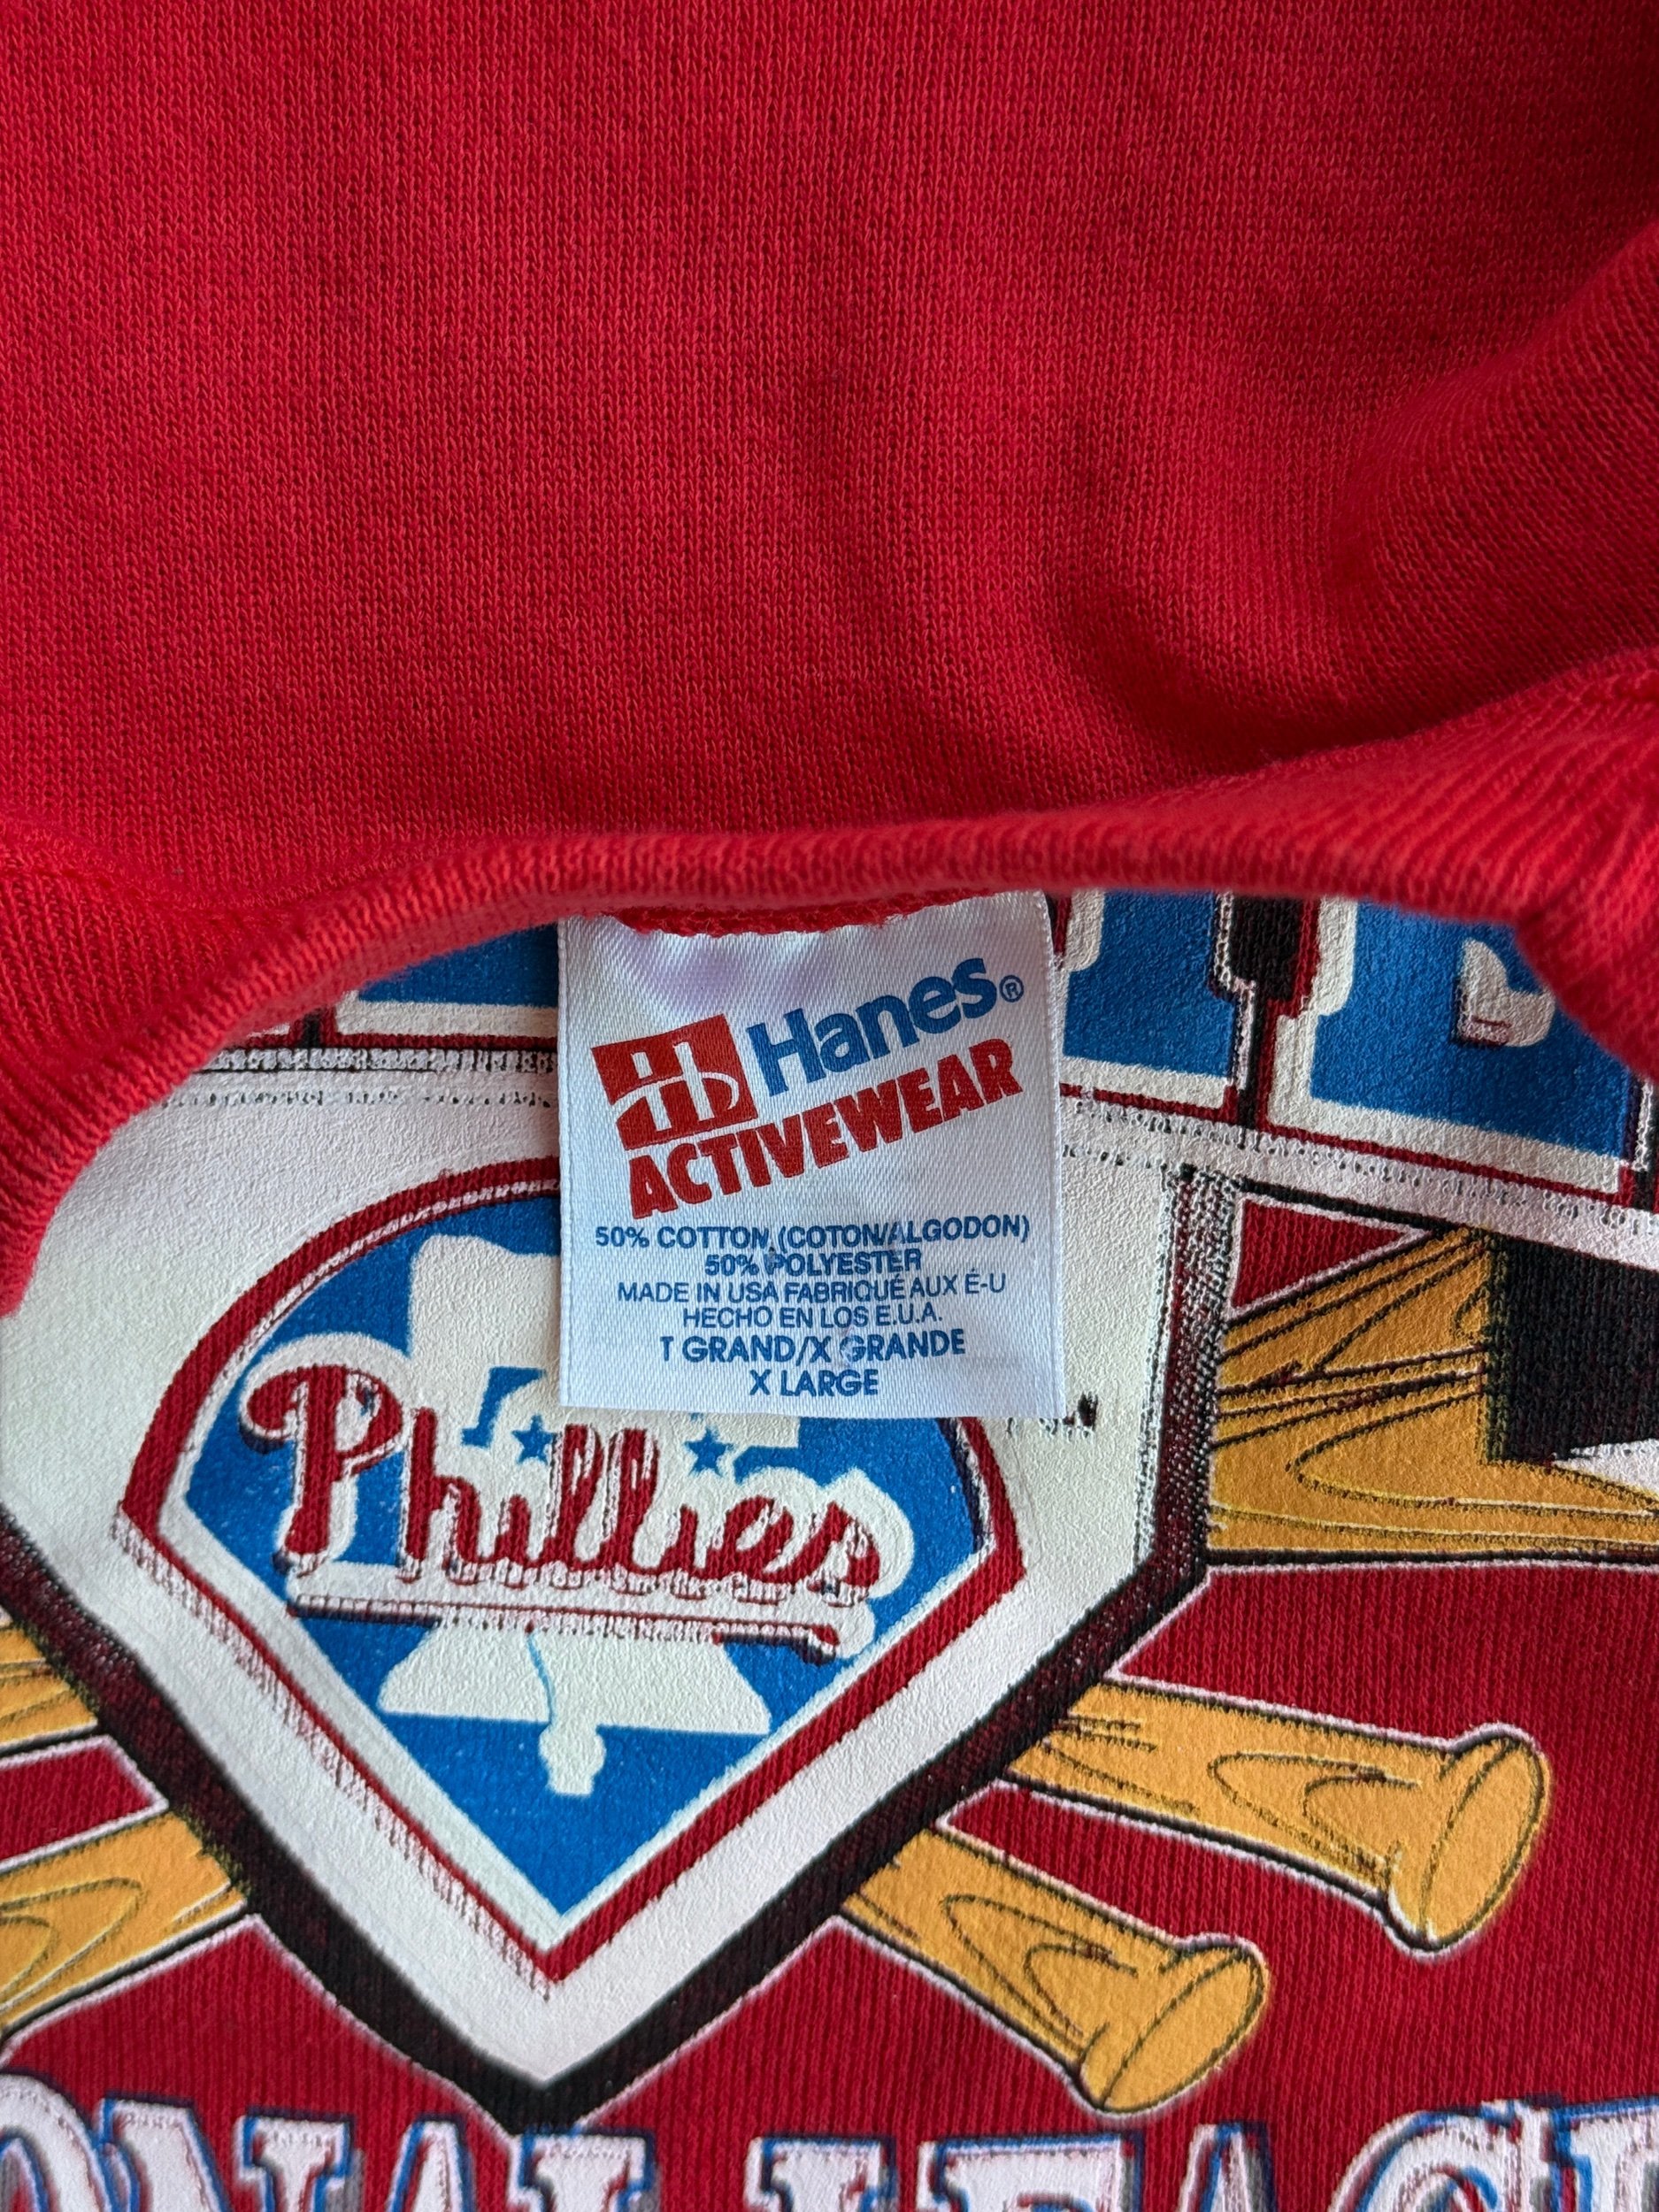 Hanes®
ACTIVEWEAR
50% COTTON (COTON/ALGODON)
50% POLYESTER
MADE IN USA FABRIQUÉ AUX É-U
HECHO EN LOS E.U.A.
T GRAND/X GRANDE
X LARGE
Phillies